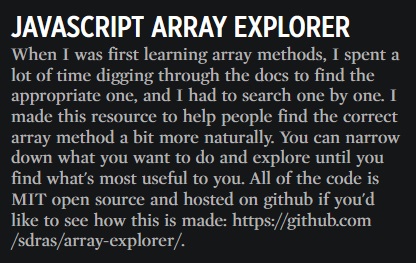 JAVASCRIPT ARRAY EXPLORER
When I was first learning array methods, I spent a
lot of time digging through the docs to find the
appropriate one, and I had to search one by one. I
made this resource to help people find the correct
array method a bit more naturally. You can narrow
down what you want to do and explore until you
find what's most useful to you. All of the code is
MIT open source and hosted on github if you'd
like to see how this is made: https://github.com
/sdras/array-explorer/.